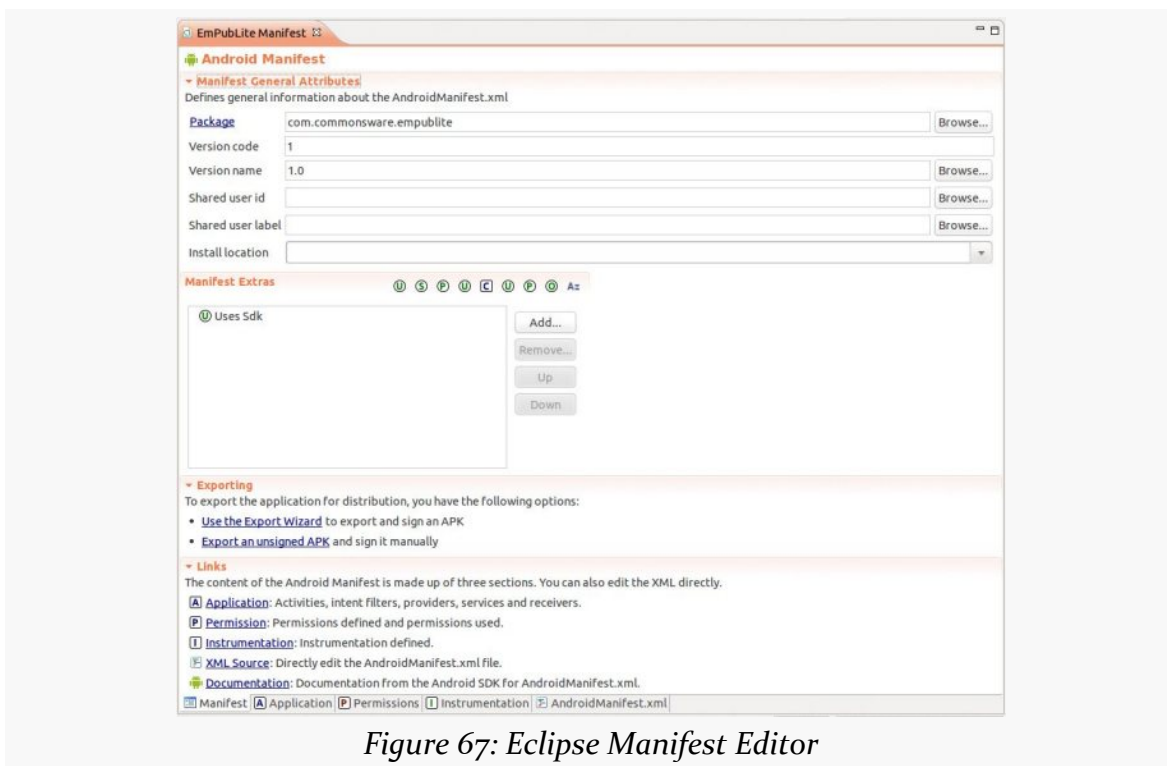 EmPubLite Manifest
Android Manifest
Manifest General Attributes
Defines general information about the AndroidManifest.xml
Package com.commonsware.empublite Browse...
Version code 1
Version name 1.0 Browse...
Shared user id Browse...
Shared user label Browse...
Install location
Manifest Extras U S P U C U P O Az
U Uses Sdk
Add...
Remove...
Up
Down
Exporting
To export the application for distribution, you have the following options:
• Use the Export Wizard to export and sign an APK
• Export an unsigned APK and sign it manually
Links
The content of the Android Manifest is made up of three sections. You can also edit the XML directly.
A Application: Activities, intent filters, providers, services and receivers.
P Permission: Permissions defined and permissions used.
I Instrumentation: Instrumentation defined.
XML Source: Directly edit the AndroidManifest.xml file.
Documentation: Documentation from the Android SDK for AndroidManifest.xml.
Manifest A Application P Permissions I Instrumentation AndroidManifest.xml
Figure 67: Eclipse Manifest Editor